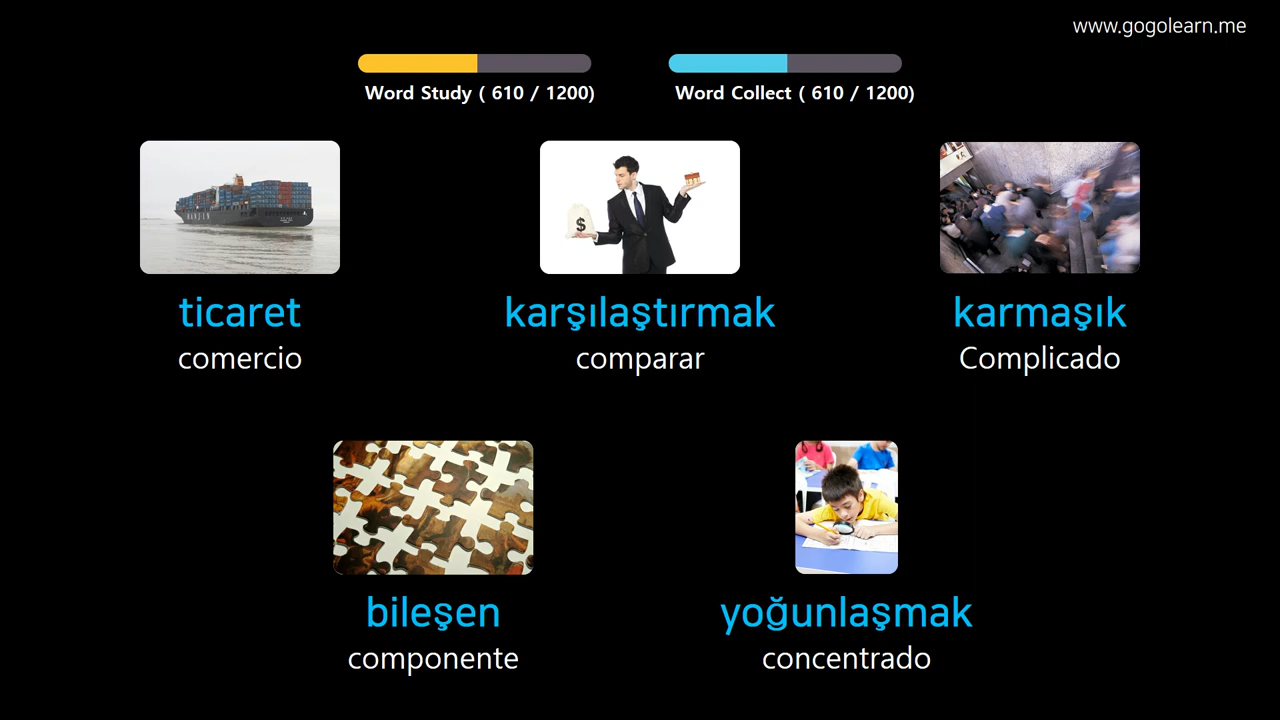 www.gogolearn.me
Word Study ( 610 / 1200)
Word Collect ( 610 / 1200)
HANJIN
$
ticaret
karşılaştırmak
karmaşık
comercio
comparar
Complicado
bileşen
yoğunlaşmak
componente
concentrado